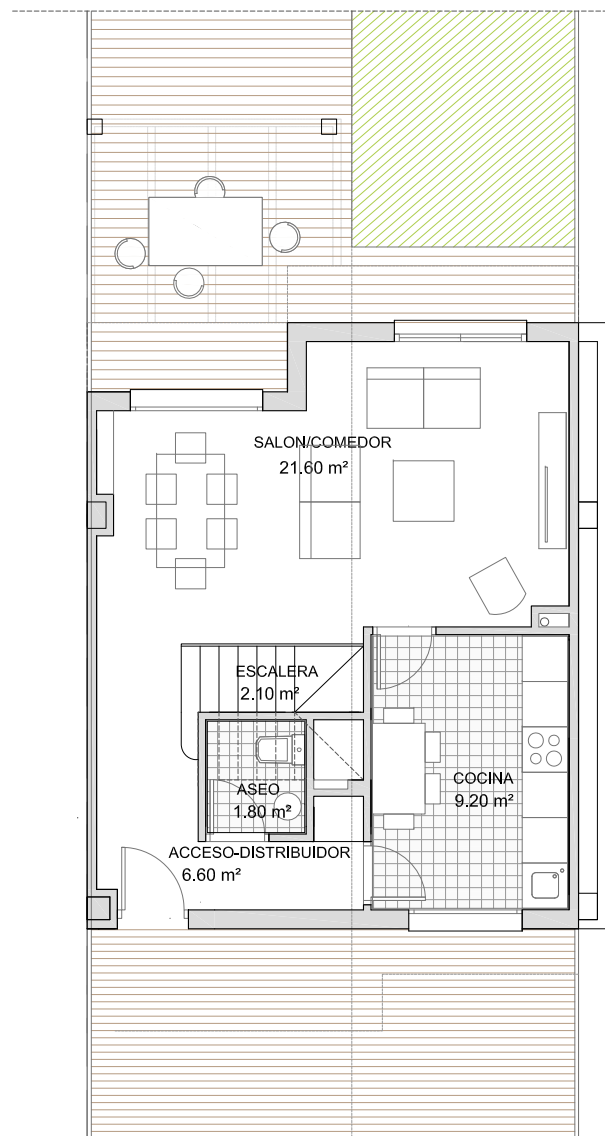 SALON/COMEDOR
21.60 m²
ESCALERA
2.10 m²
ASEO
1.80 m²
COCINA
9.20 m²
ACCESO-DISTRIBUIDOR
6.60 m²